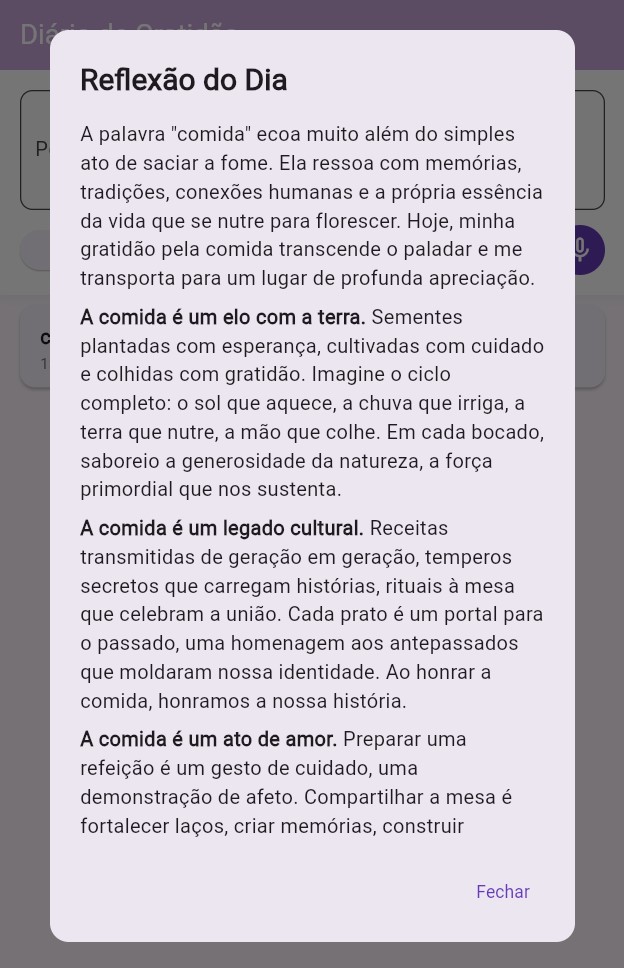 Diário de Gratidão
Reflexão do Dia
A palavra "comida" ecoa muito além do simples
ato de saciar a fome. Ela ressoa com memórias,
tradições, conexões humanas e a própria essência
da vida que se nutre para florescer. Hoje, minha
gratidão pela comida transcende o paladar e me
transporta para um lugar de profunda apreciação.
A comida é um elo com a terra. Sementes
plantadas com esperança, cultivadas com cuidado
e colhidas com gratidão. Imagine o ciclo
completo: o sol que aquece, a chuva que irriga, a
terra que nutre, a mão que colhe. Em cada bocado,
saboreio a generosidade da natureza, a força
primordial que nos sustenta.
A comida é um legado cultural. Receitas
transmitidas de geração em geração, temperos
secretos que carregam histórias, rituais à mesa
que celebram a união. Cada prato é um portal para
o passado, uma homenagem aos antepassados
que moldaram nossa identidade. Ao honrar a
comida, honramos a nossa história.
A comida é um ato de amor. Preparar uma
refeição é um gesto de cuidado, uma
demonstração de afeto. Compartilhar a mesa é
fortalecer laços, criar memórias, construir
Fechar